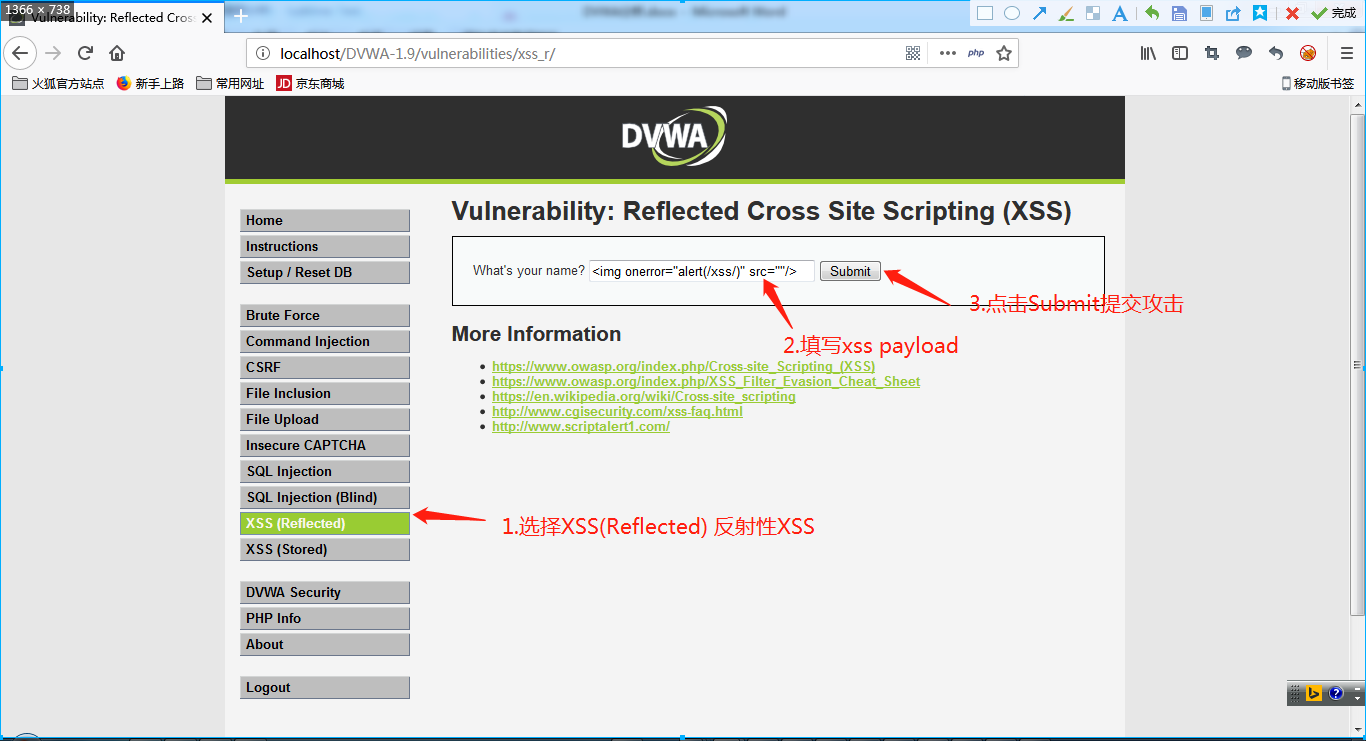 1366 x 738
Vulnerability: Reflected Cros
完成
localhost/DVWA-1.9/vulnerabilities/xss_r/
php
火狐官方站点 新手上路 常用网址 JD 京东商城 移动版书签
DVWA
Home
Instructions
Setup / Reset DB
Brute Force
Command Injection
CSRF
File Inclusion
File Upload
Insecure CAPTCHA
SQL Injection
SQL Injection (Blind)
XSS (Reflected)
XSS (Stored)
DVWA Security
PHP Info
About
Logout
Vulnerability: Reflected Cross Site Scripting (XSS)
What's your name? <img onerror="alert(/xss/)" src=""/> Submit
3.点击Submit提交攻击
2.填写xss payload
More Information
https://www.owasp.org/index.php/Cross-site_Scripting_(XSS)
https://www.owasp.org/index.php/XSS_Filter_Evasion_Cheat_Sheet
https://en.wikipedia.org/wiki/Cross-site_scripting
http://www.cgisecurity.com/xss-faq.html
http://www.scriptalert1.com/
1.选择XSS(Reflected) 反射性XSS